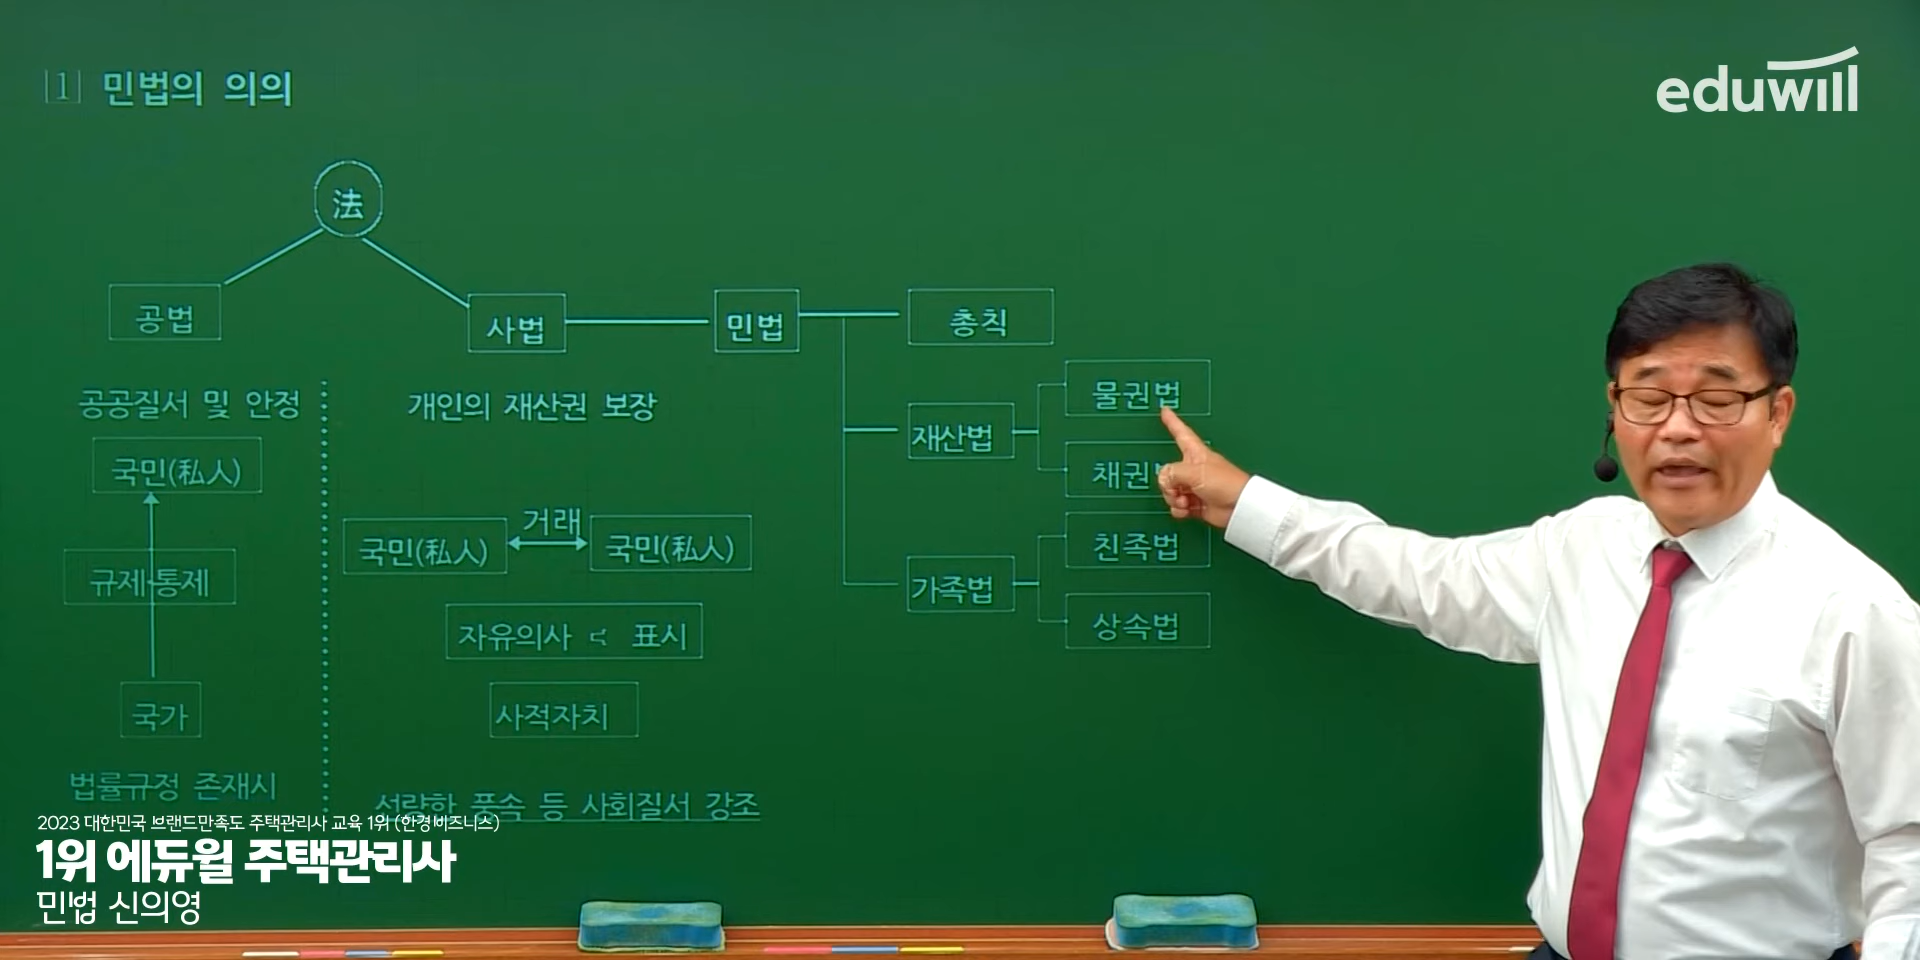 1 민법의 의의
eduwill
法
공법
사법
민법
총칙
공공질서 및 안정
개인의 재산권 보장
물권법
재산법
채권
국민(私人)
국민(私人)
거래
국민(私人)
친족법
규제·통제
가족법
자유의사 ⊂ 표시
상속법
국가
사적자치
법률규정 존재시
선량한 풍속 등 사회질서 강조
2023 대한민국 브랜드만족도 주택관리사 교육 1위 (한경비즈니스)
1위 에듀윌 주택관리사
민법 신의영